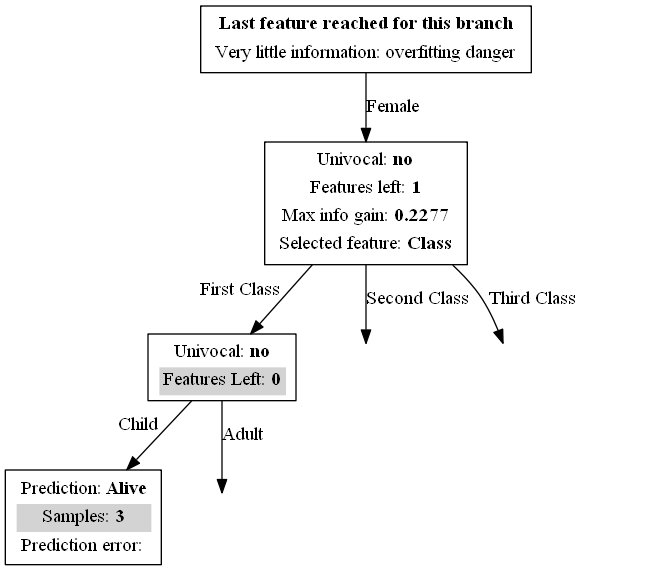 Last feature reached for this branch
Very little information: overfitting danger
Female
Univocal: no
Features left: 1
Max info gain: 0.2277
Selected feature: Class
First Class
Second Class
Third Class
Univocal: no
Features Left: 0
Child
Adult
Prediction: Alive
Samples: 3
Prediction error: